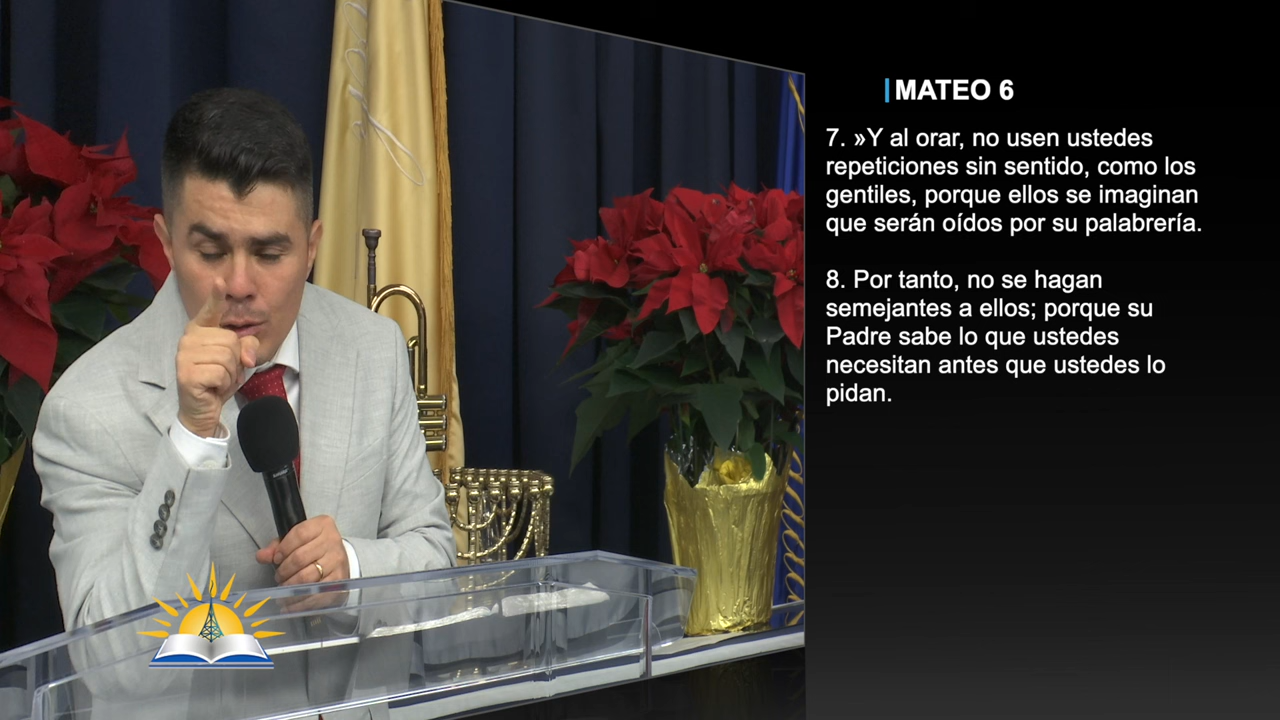 MATEO 6
7. »Y al orar, no usen ustedes
repeticiones sin sentido, como los
gentiles, porque ellos se imaginan
que serán oídos por su palabrería.
8. Por tanto, no se hagan
semejantes a ellos; porque su
Padre sabe lo que ustedes
necesitan antes que ustedes lo
pidan.